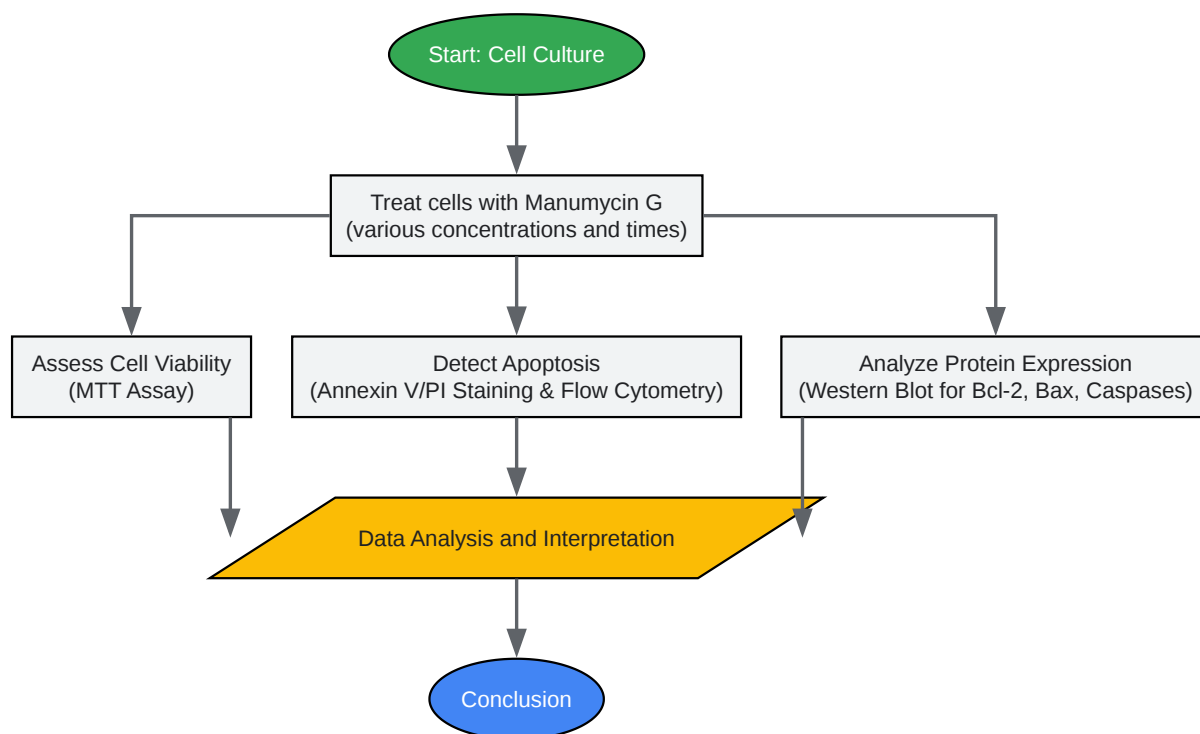 Start: Cell Culture
Treat cells with Manumycin G
(various concentrations and times)
Assess Cell Viability
(MTT Assay)
Detect Apoptosis
(Annexin V/PI Staining & Flow Cytometry)
Analyze Protein Expression
(Western Blot for Bcl-2, Bax, Caspases)
Data Analysis and Interpretation
Conclusion